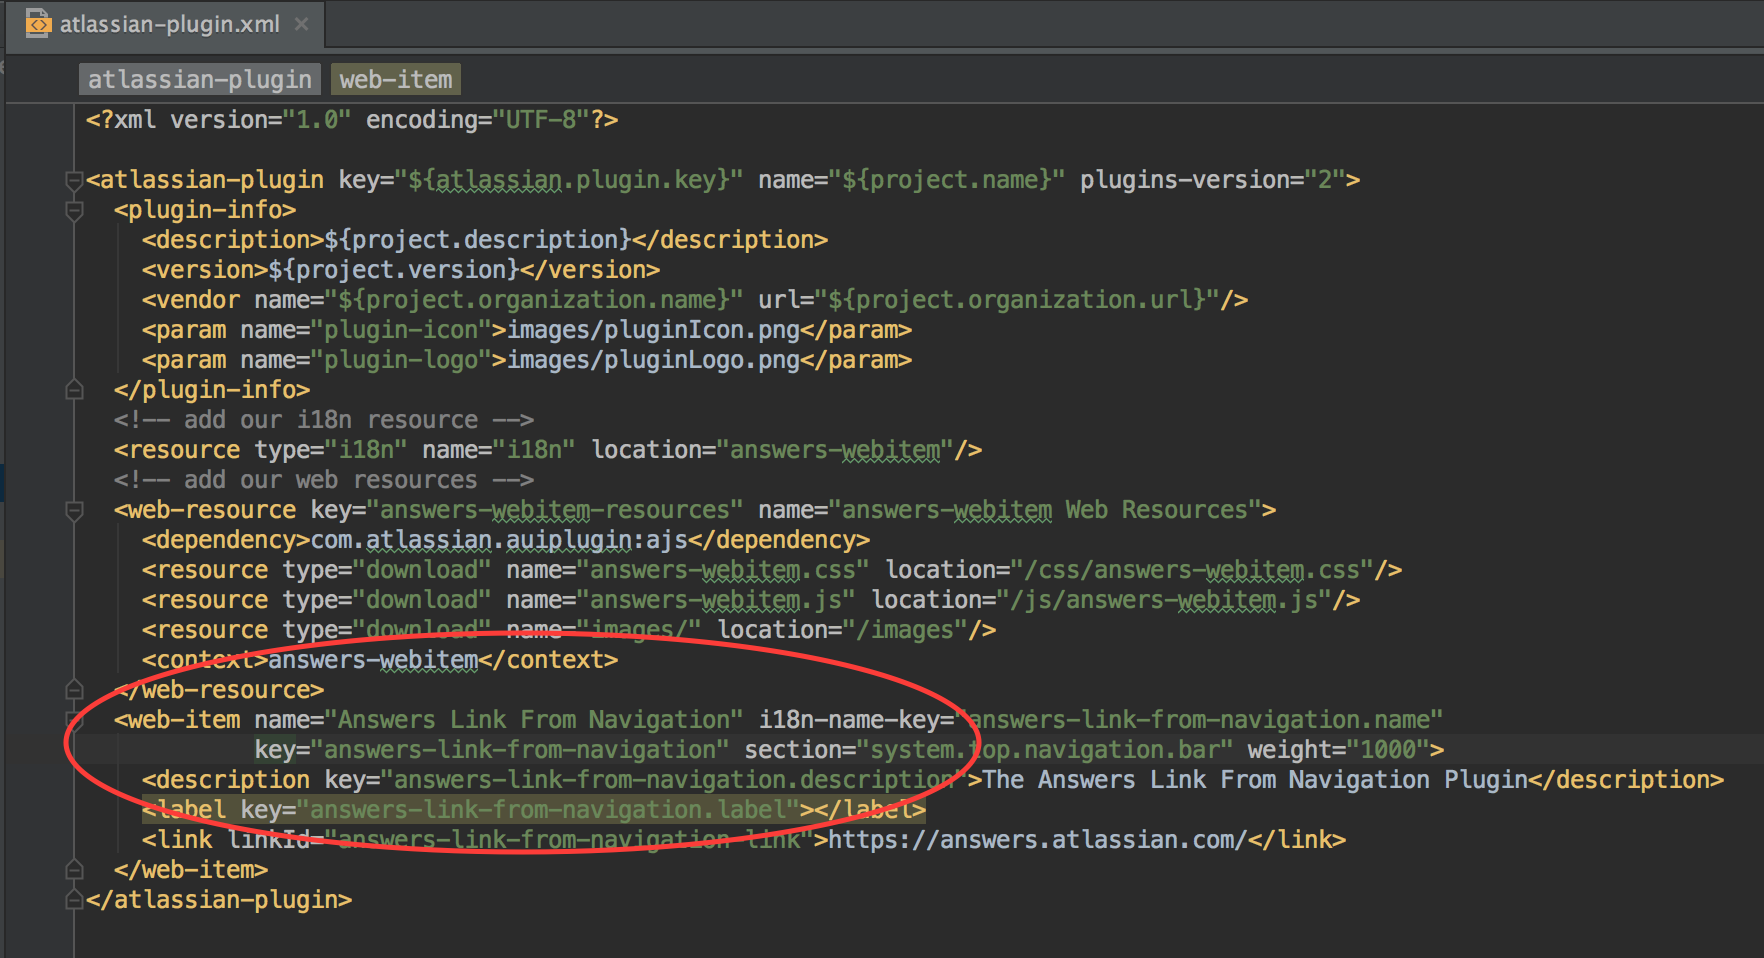 atlassian-plugin.xml
atlassian-plugin web-item
<?xml version="1.0" encoding="UTF-8"?>
<atlassian-plugin key="${atlassian.plugin.key}" name="${project.name}" plugins-version="2">
<plugin-info>
<description>${project.description}</description>
<version>${project.version}</version>
<vendor name="${project.organization.name}" url="${project.organization.url}"/>
<param name="plugin-icon">images/pluginIcon.png</param>
<param name="plugin-logo">images/pluginLogo.png</param>
</plugin-info>
<!-- add our i18n resource -->
<resource type="i18n" name="i18n" location="answers-webitem"/>
<!-- add our web resources -->
<web-resource key="answers-webitem-resources" name="answers-webitem Web Resources">
<dependency>com.atlassian.auiplugin:ajs</dependency>
<resource type="download" name="answers-webitem.css" location="/css/answers-webitem.css"/>
<resource type="download" name="answers-webitem.js" location="/js/answers-webitem.js"/>
<resource type="download" name="images/" location="/images"/>
<context>answers-webitem</context>
</web-resource>
<web-item name="Answers Link From Navigation" i18n-name-key="answers-link-from-navigation.name"
key="answers-link-from-navigation" section="system.top.navigation.bar" weight="1000">
<description key="answers-link-from-navigation.description">The Answers Link From Navigation Plugin</description>
<label key="answers-link-from-navigation.label"></label>
<link linkId="answers-link-from-navigation-link">https://answers.atlassian.com/</link>
</web-item>
</atlassian-plugin>